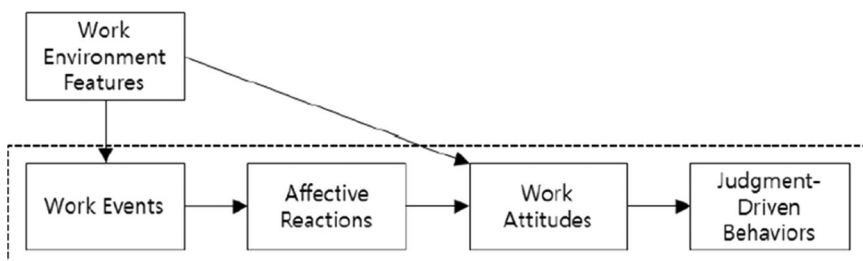 Work
Environment
Features
Work Events
Affective
Reactions
Work
Attitudes
Judgment-
Driven
Behaviors